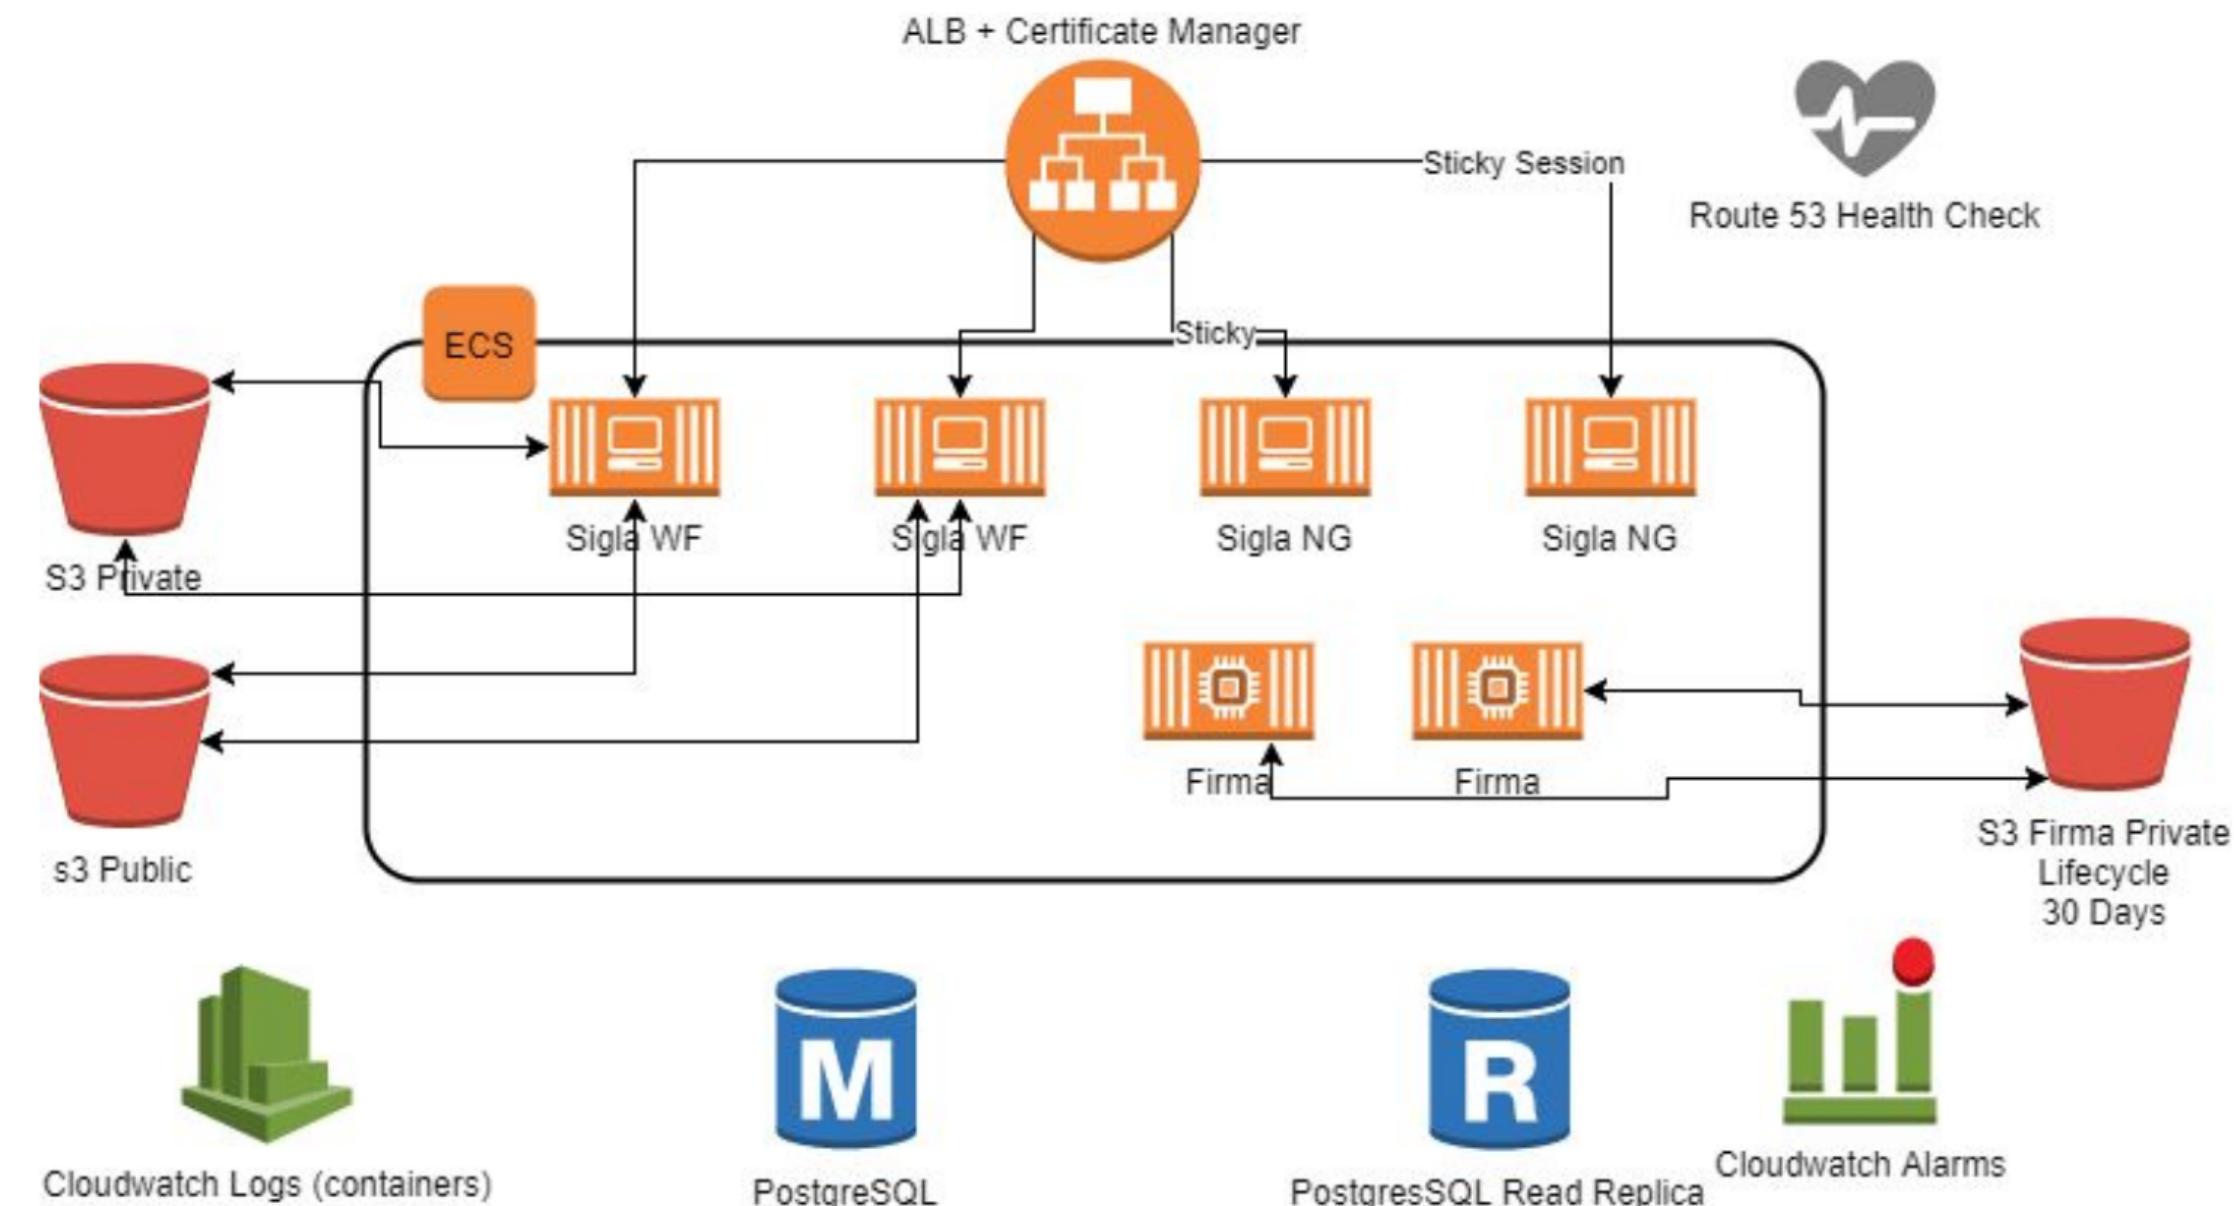 ALB + Certificate Manager
Sticky Session
Route 53 Health Check
ECS
Sticky
Sigla WF
Sigla WF
Sigla NG
Sigla NG
S3 Private
Firma
Firma
s3 Public
S3 Firma Private
Lifecycle
30 Days
M
R
Cloudwatch Logs (containers)
PostgreSQL
PostgresSQL Read Replica
Cloudwatch Alarms